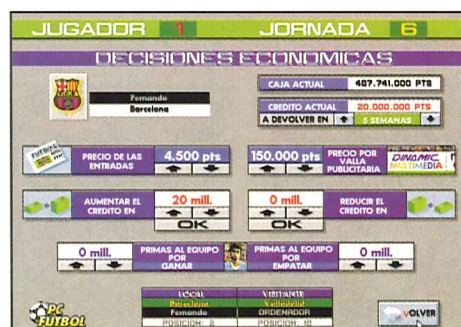 JUGADOR 1 JORNADA 6
DECISIONES ECONOMICAS
Fernando
Barcelona
CAJA ACTUAL 487.741.000 PTS
CREDITO ACTUAL 20.000.000 PTS
A DEVOLVER EN 5 SEMANAS
PRECIO DE LAS ENTRADAS 4.500 pts
150.000 pts PRECIO POR VALLA PUBLICITARIA
DINAMIC MULTIMEDIA
AUMENTAR EL CREDITO EN 20 mill. OK
0 mill. OK REDUCIR EL CREDITO EN
0 mill. PRIMAS AL EQUIPO POR GANAR
PRIMAS AL EQUIPO POR EMPATAR 0 mill.
LOCAL VISITANTE
Barcelona Valladolid
Fernando ORDENADOR
POSICION: 2 POSICION: 10
PC FUTBOL
VOLVER